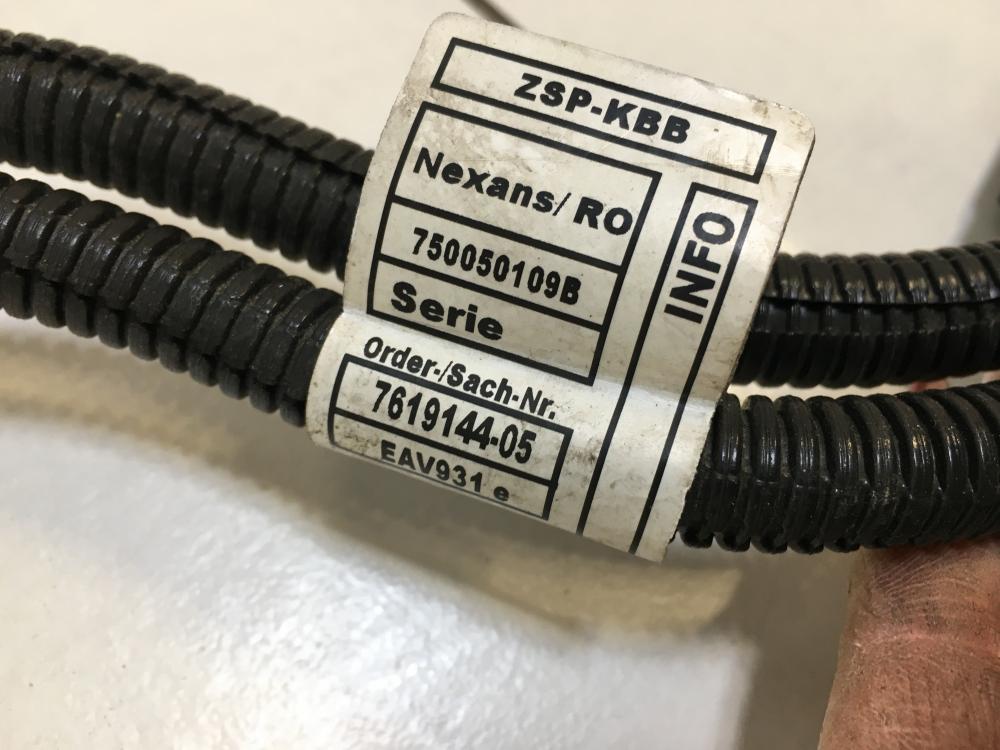 ZSP-KBB
Nexans/ RO
750050109B
Serie
INFO
Order-/Sach-Nr.
7619144-05
EAV931 e